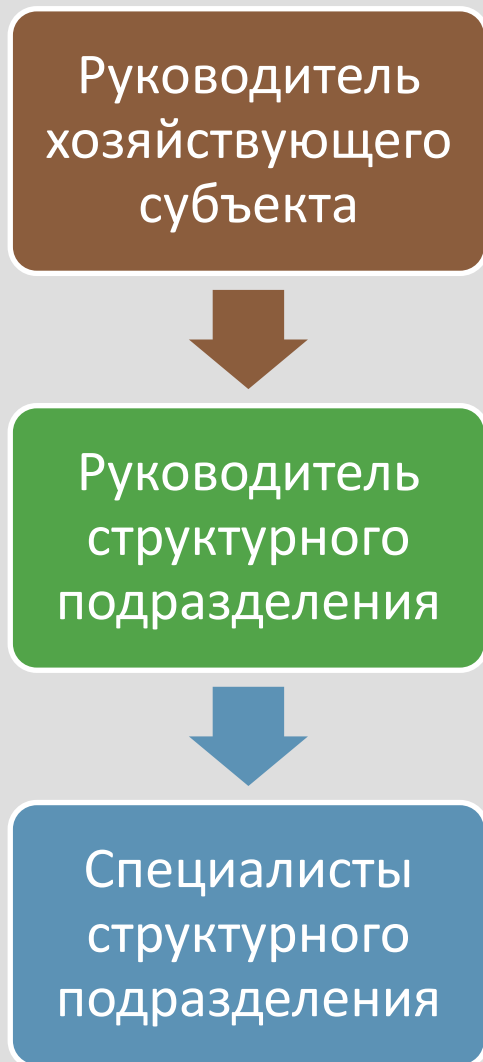 Руководитель
хозяйствующего
субъекта
Руководитель
структурного
подразделения
Специалисты
структурного
подразделения